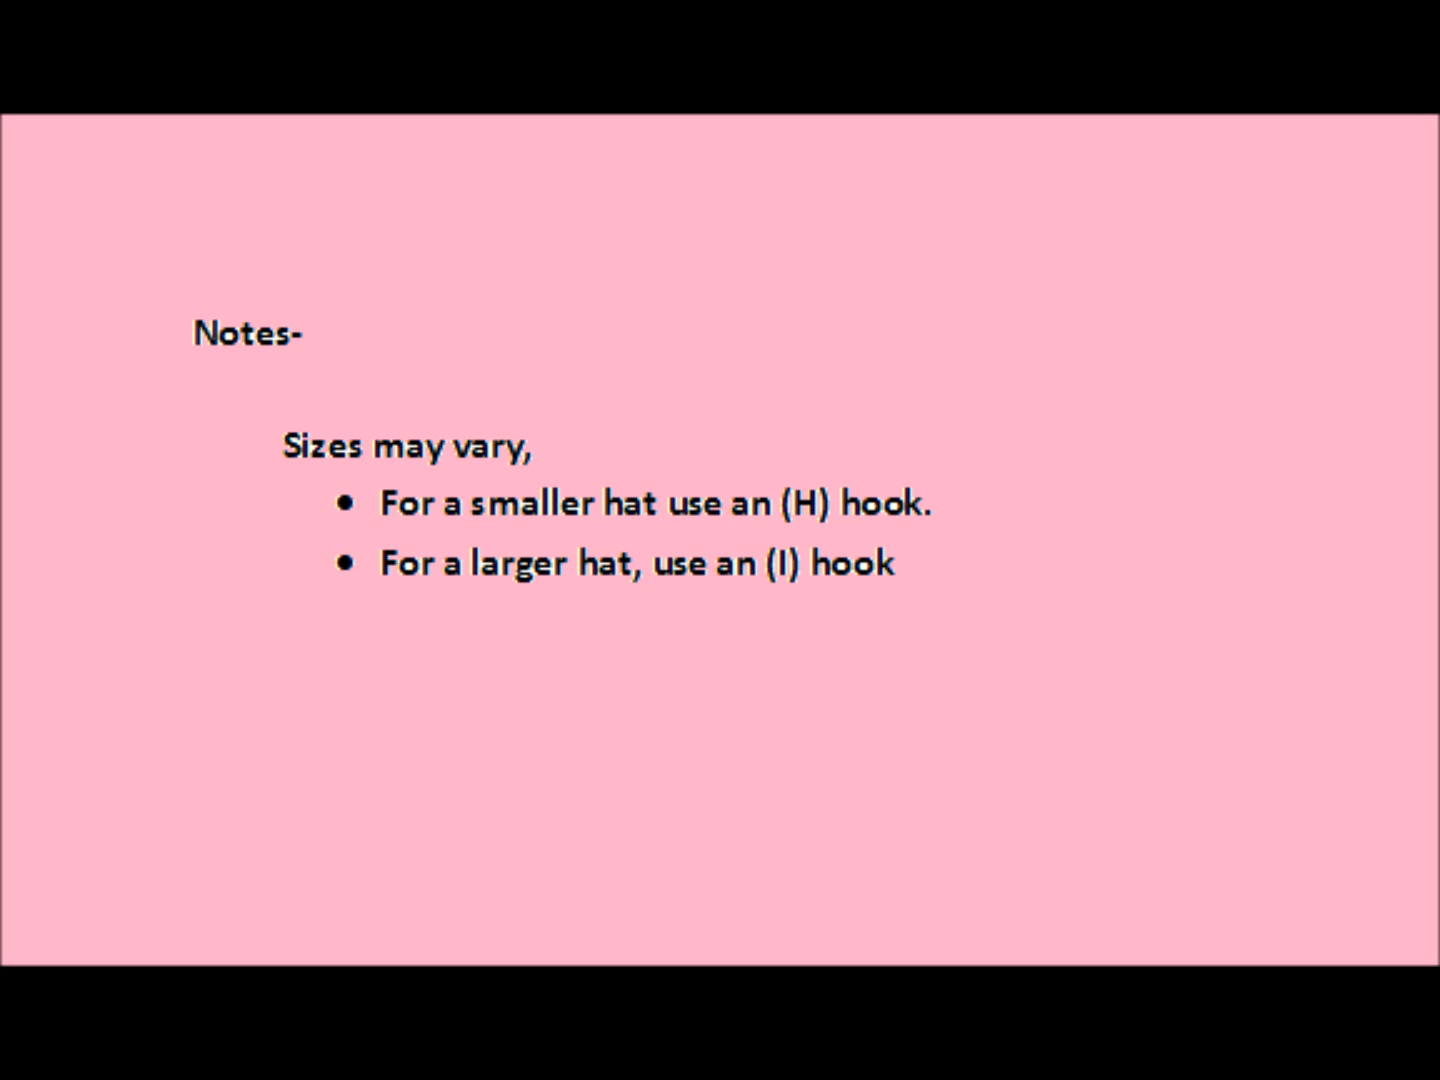 Notes-
Sizes may vary,
• For a smaller hat use an (H) hook.
• For a larger hat, use an (I) hook